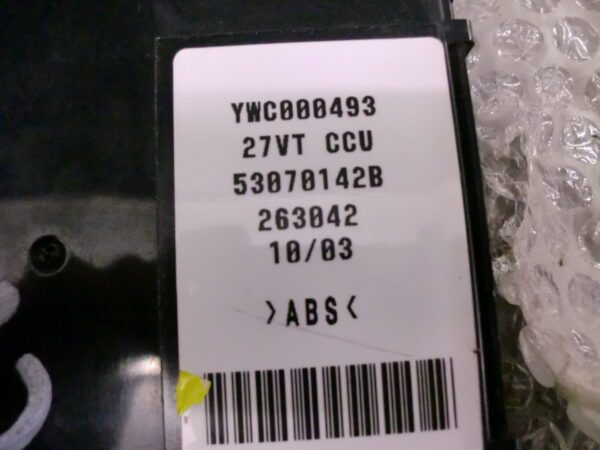 YWC000493
27VT CCU
53070142B
263042
10/03
>ABS<